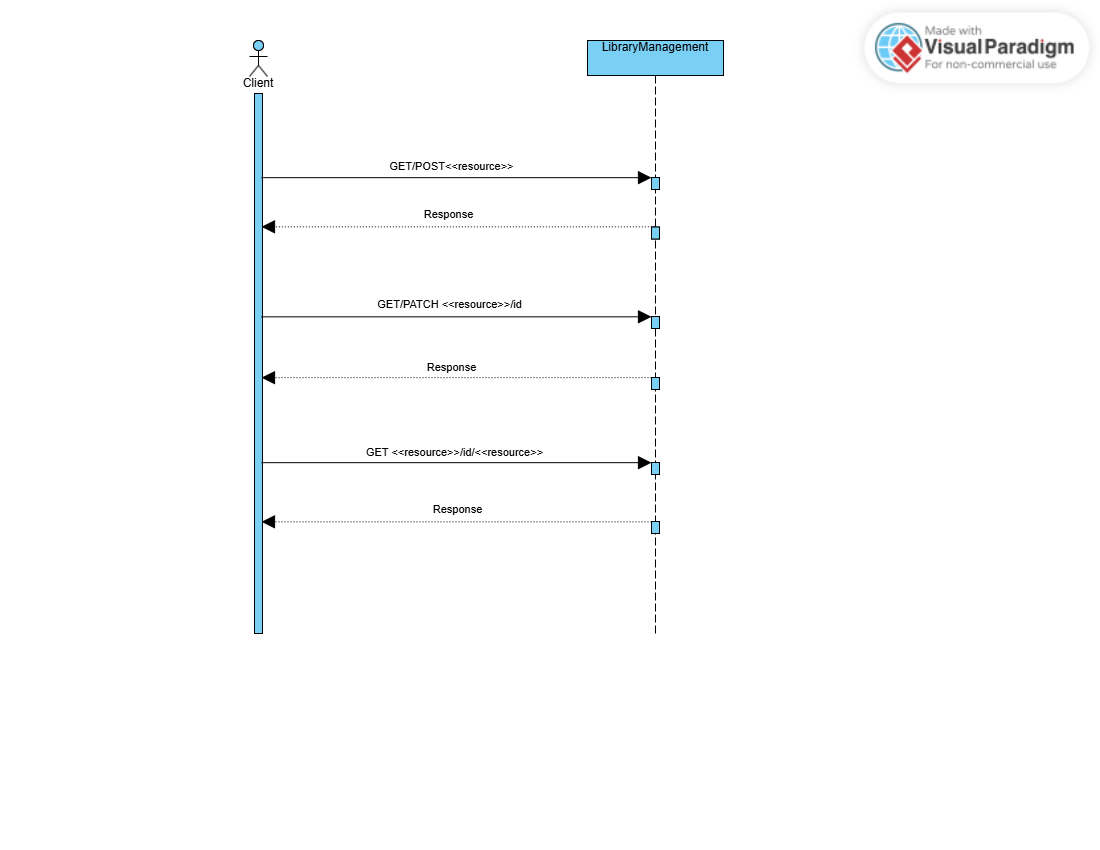 Made with
Visual Paradigm
For non-commercial use
Client
LibraryManagement
GET/POST<<resource>>
Response
GET/PATCH <<resource>>/id
Response
GET <<resource>>/id/<<resource>>
Response